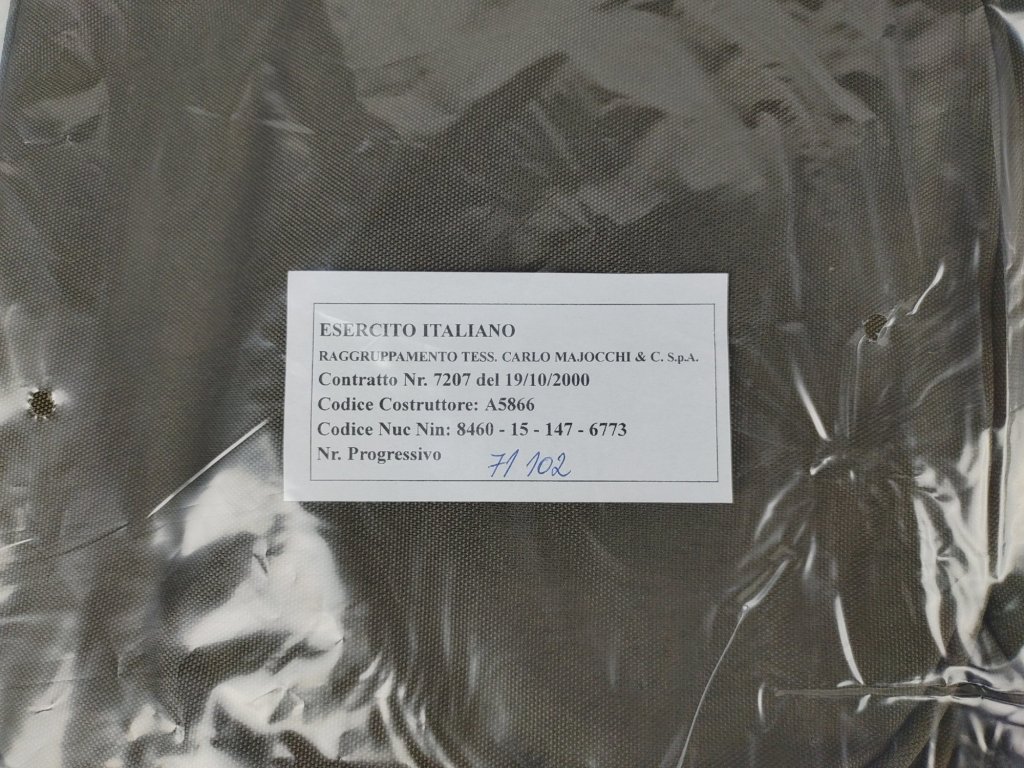 ESERCITO ITALIANO
RAGGRUPPAMENTO TESS. CARLO MAJOCCHI & C. S.p.A.
Contratto Nr. 7207 del 19/10/2000
Codice Costruttore: A5866
Codice Nuc Nin: 8460 - 15 - 147 - 6773
Nr. Progressivo 71 102